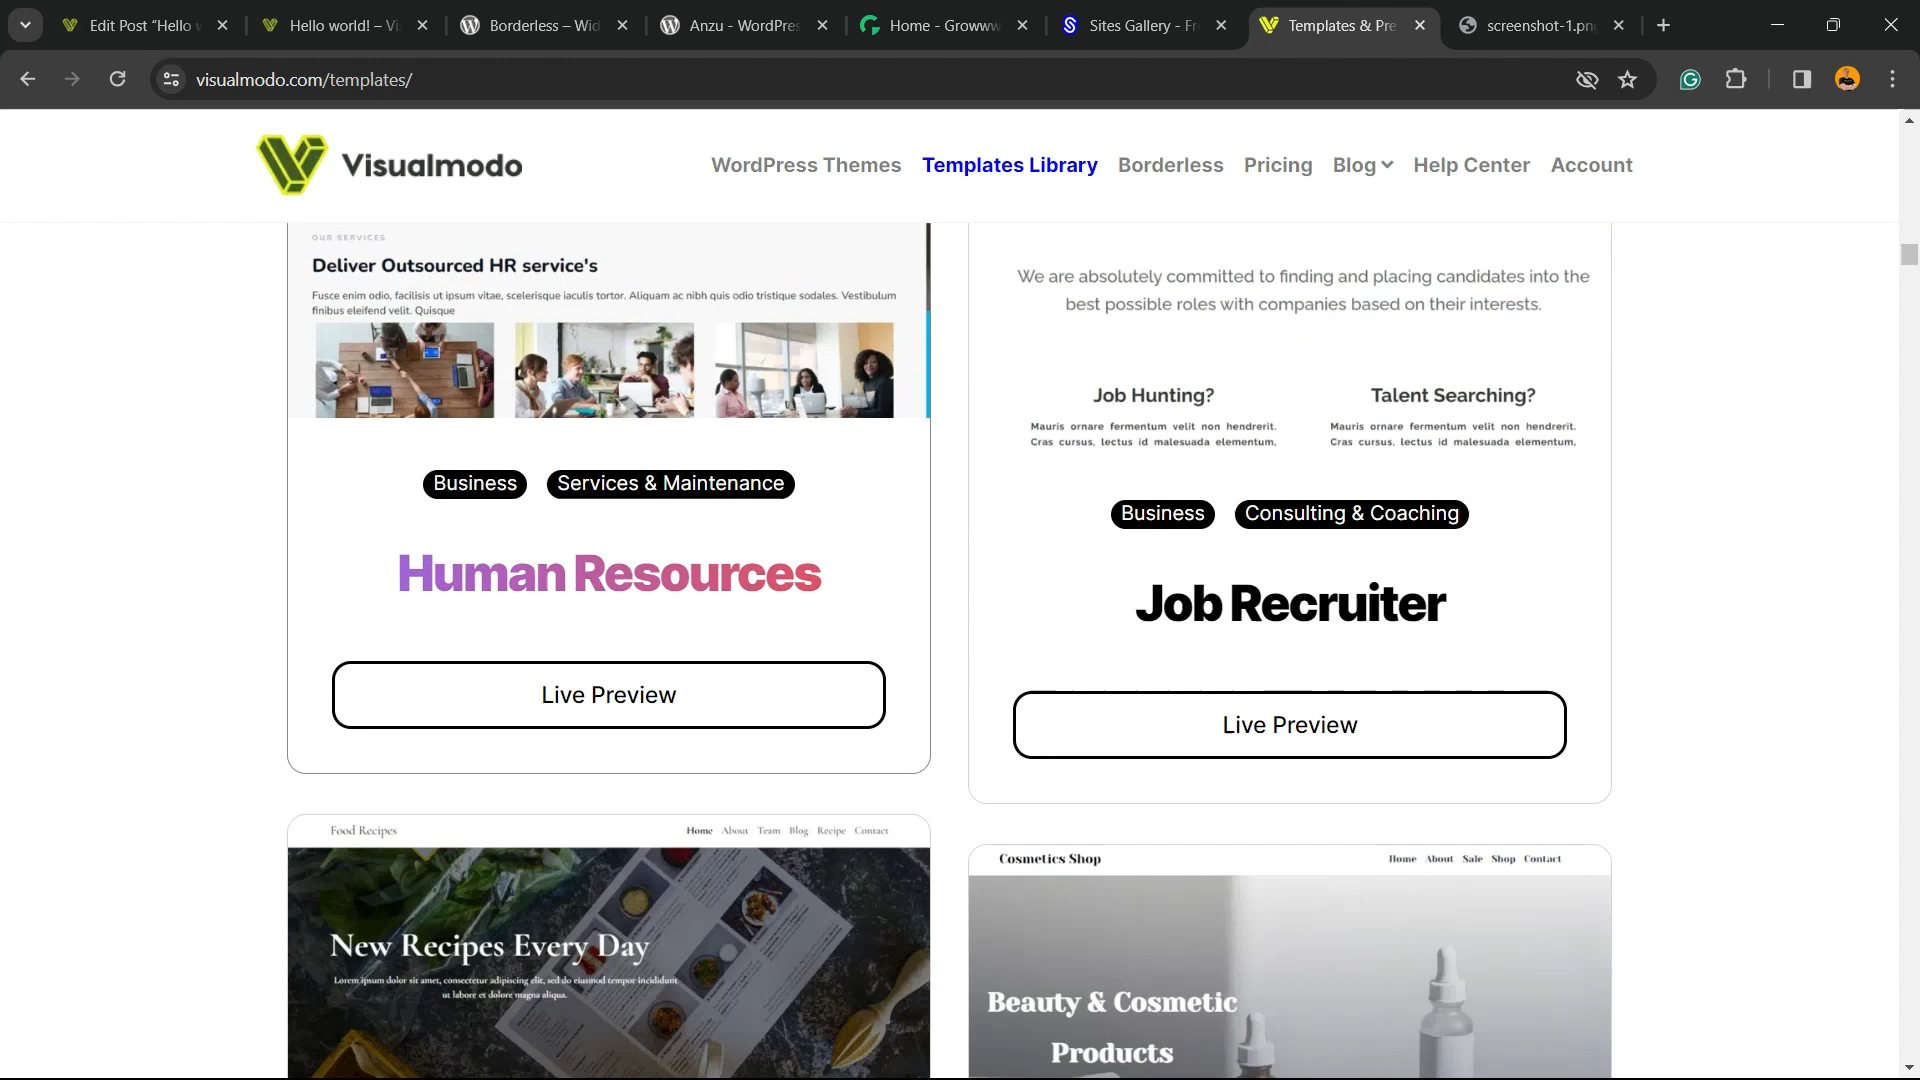 Edit Post “Hello w
Hello world! – Vi
Borderless – Wid
Anzu - WordPres
Home - Growww
Sites Gallery - Fr
Templates & Pre
screenshot-1.pn
visualmodo.com/templates/
Visualmodo
WordPress Themes
Templates Library
Borderless
Pricing
Blog
Help Center
Account
OUR SERVICES
Deliver Outsourced HR service's
Fusce enim odio, facilisis ut ipsum vitae, scelerisque iaculis tortor. Aliquam ac nibh quis odio tristique sodales. Vestibulum
finibus eleifend velit. Quisque
Business
Services & Maintenance
Human Resources
Live Preview
We are absolutely committed to finding and placing candidates into the
best possible roles with companies based on their interests.
Job Hunting?
Mauris ornare fermentum velit non hendrerit.
Cras cursus, lectus id malesuada elementum,
Talent Searching?
Mauris ornare fermentum velit non hendrerit.
Cras cursus, lectus id malesuada elementum,
Business
Consulting & Coaching
Job Recruiter
Live Preview
Food Recipes
Home About Team Blog Recipe Contact
New Recipes Every Day
Lorem ipsum dolor sit amet, consectetur adipiscing elit, sed do eiusmod tempor incididunt
ut labore et dolore magna aliqua.
Cosmetics Shop
Home About Sale Shop Contact
Beauty & Cosmetic
Products